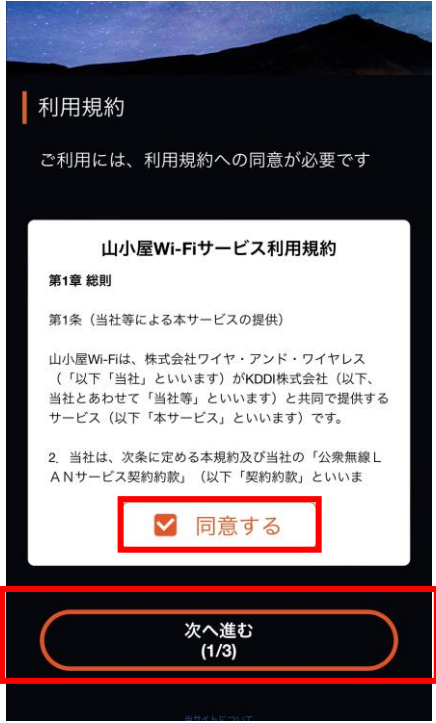 利用規約
ご利用には、利用規約への同意が必要です
山小屋Wi-Fiサービス利用規約
第1章 総則
第1条（当社等による本サービスの提供）
山小屋Wi-Fiは、株式会社ワイヤ・アンド・ワイヤレス
（「以下「当社」といいます）がKDDI株式会社（以下、
当社とあわせて「当社等」といいます）と共同で提供する
サービス（以下「本サービス」といいます）です。
2．当社は、次条に定める本規約及び当社の「公衆無線Ｌ
ＡＮサービス契約約款」（以下「契約約款」といいま
同意する
次へ進む
(1/3)
当サイトについて